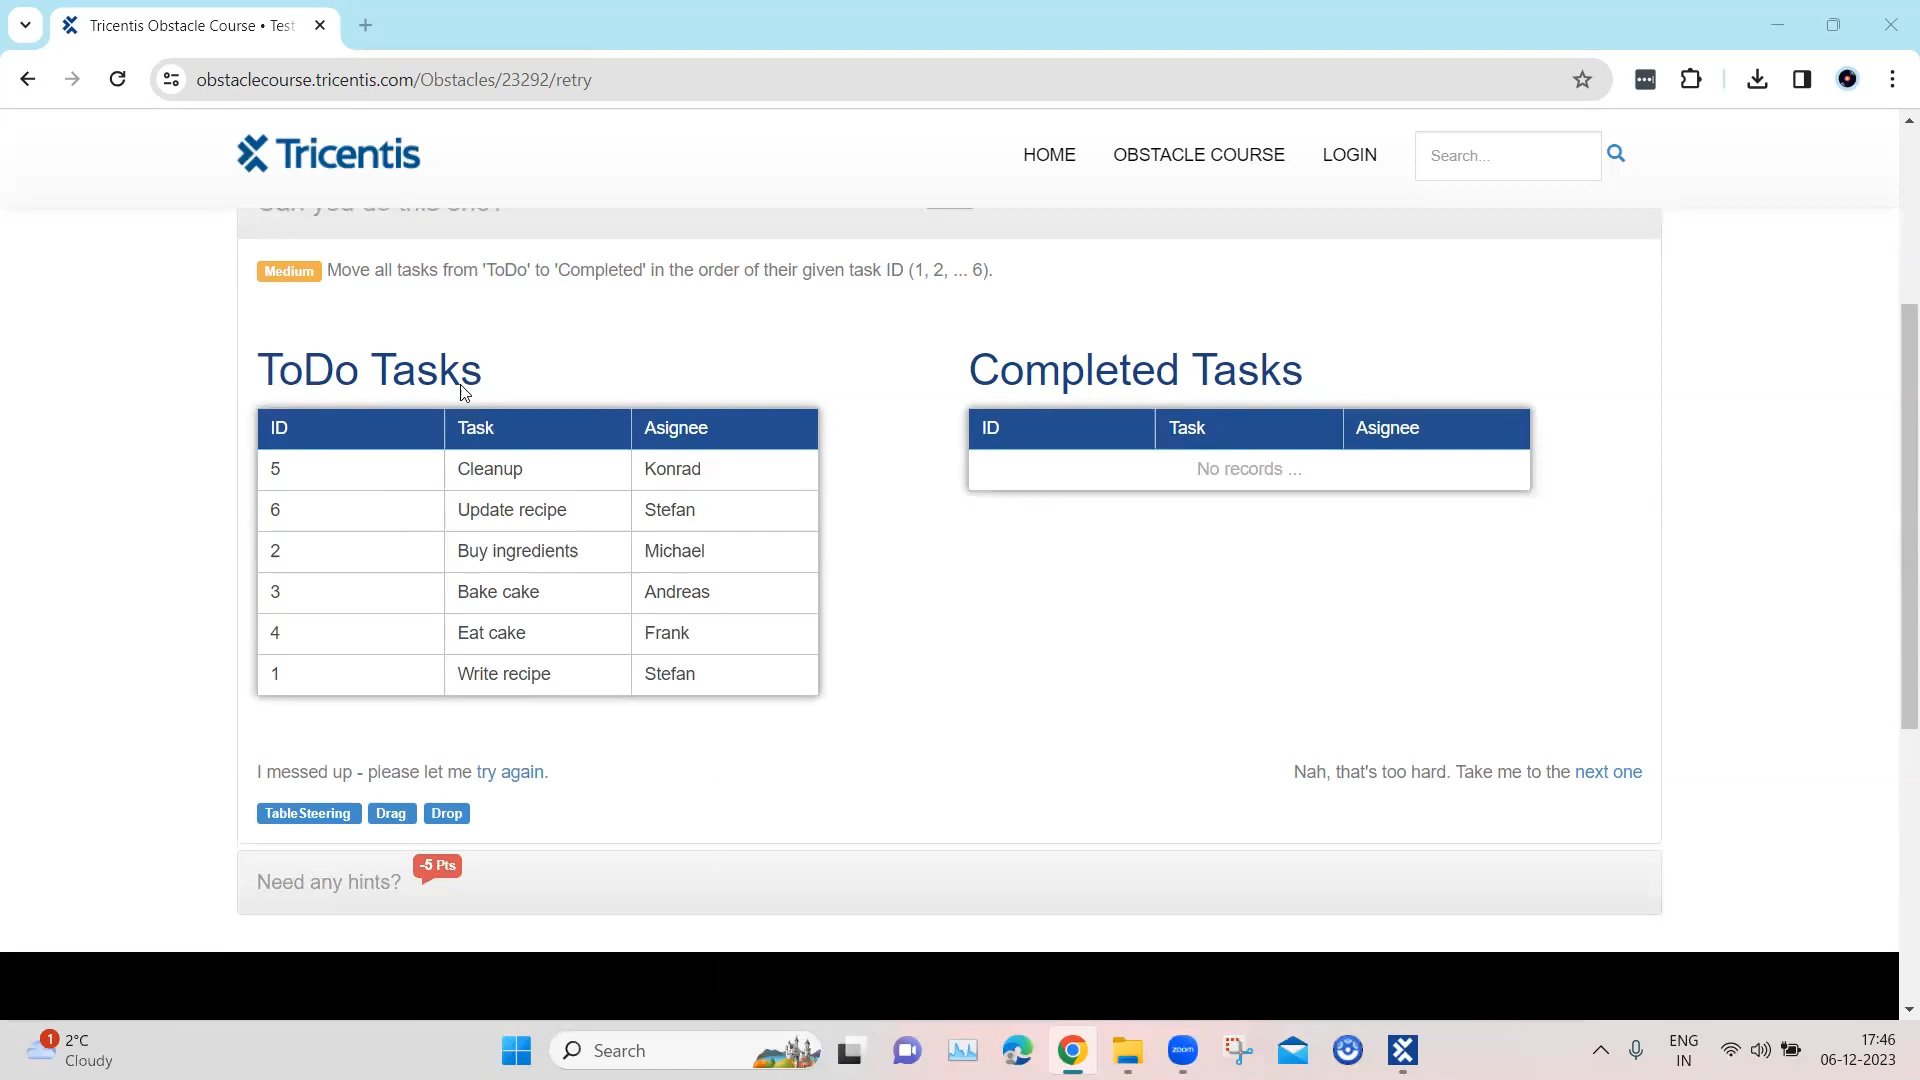 Tricentis Obstacle Course • Test
obstaclecourse.tricentis.com/Obstacles/23292/retry
Tricentis
HOME
OBSTACLE COURSE
LOGIN
Search...
Medium Move all tasks from 'ToDo' to 'Completed' in the order of their given task ID (1, 2, ... 6).
ToDo Tasks
ID Task Asignee
5 Cleanup Konrad
6 Update recipe Stefan
2 Buy ingredients Michael
3 Bake cake Andreas
4 Eat cake Frank
1 Write recipe Stefan
Completed Tasks
ID Task Asignee
No records ...
I messed up - please let me try again.
Nah, that's too hard. Take me to the next one
TableSteering Drag Drop
Need any hints? -5 Pts
1
2°C
Cloudy
Search
zoom
ENG
IN
17:46
06-12-2023